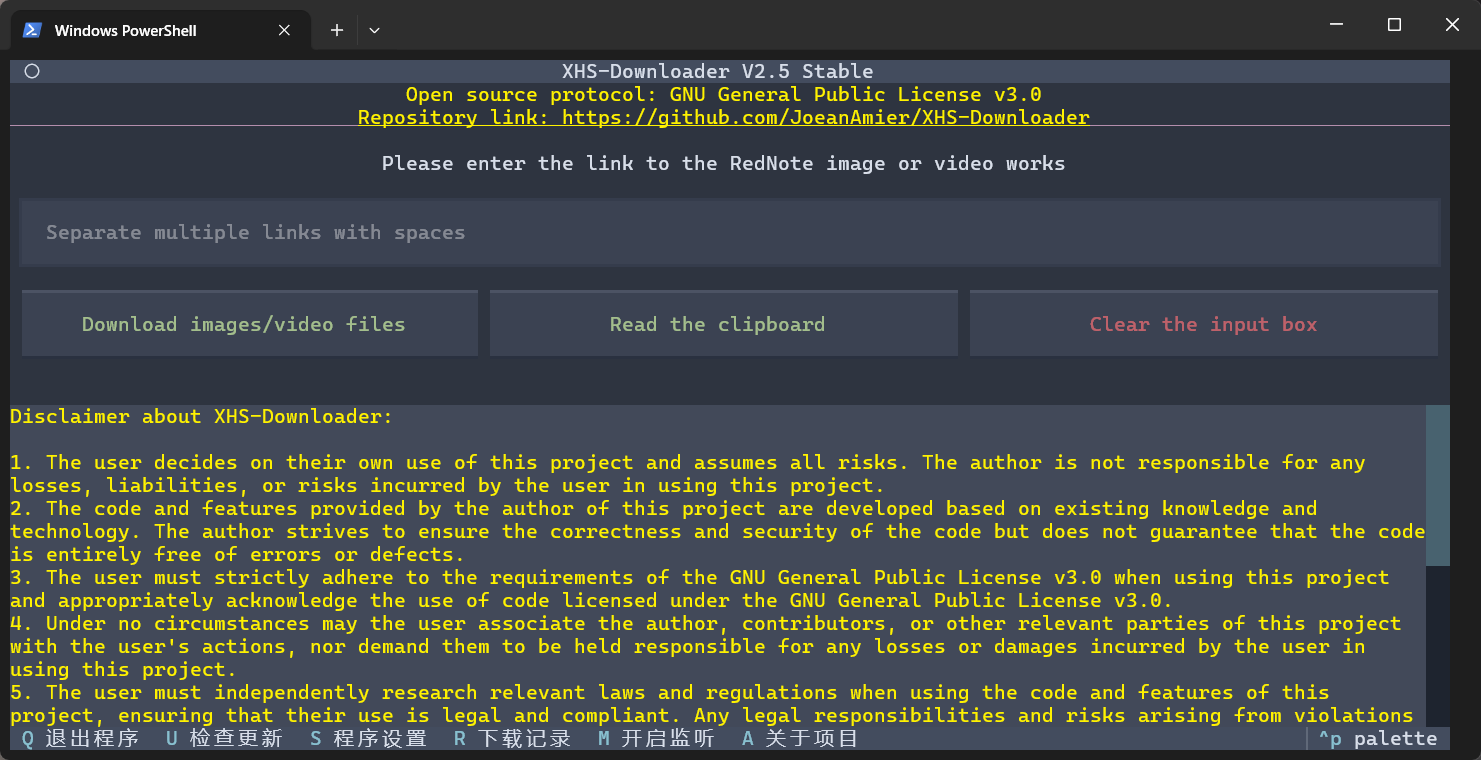 Windows PowerShell
XHS-Downloader V2.5 Stable
Open source protocol: GNU General Public License v3.0
Repository link: https://github.com/JoeanAmier/XHS-Downloader
Please enter the link to the RedNote image or video works
Separate multiple links with spaces
Download images/video files Read the clipboard Clear the input box
Disclaimer about XHS-Downloader:
1. The user decides on their own use of this project and assumes all risks. The author is not responsible for any
losses, liabilities, or risks incurred by the user in using this project.
2. The code and features provided by the author of this project are developed based on existing knowledge and
technology. The author strives to ensure the correctness and security of the code but does not guarantee that the code
is entirely free of errors or defects.
3. The user must strictly adhere to the requirements of the GNU General Public License v3.0 when using this project
and appropriately acknowledge the use of code licensed under the GNU General Public License v3.0.
4. Under no circumstances may the user associate the author, contributors, or other relevant parties of this project
with the user's actions, nor demand them to be held responsible for any losses or damages incurred by the user in
using this project.
5. The user must independently research relevant laws and regulations when using the code and features of this
project, ensuring that their use is legal and compliant. Any legal responsibilities and risks arising from violations
Q 退出程序 U 检查更新 S 程序设置 R 下载记录 M 开启监听 A 关于项目 ^p palette